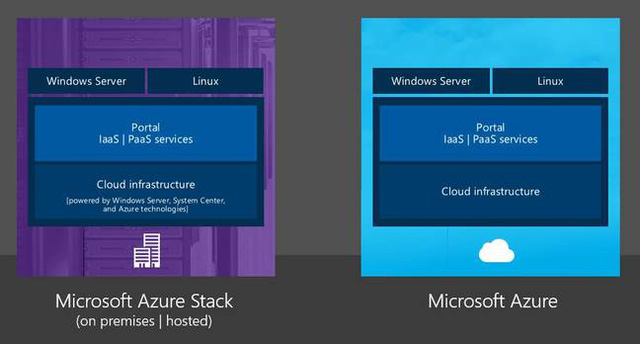 Windows Server
Linux
Portal
IaaS | PaaS services
Cloud infrastructure
[powered by Windows Server, System Center,
and Azure technologies]
Microsoft Azure Stack
(on premises | hosted)
Windows Server
Linux
Portal
IaaS | PaaS services
Cloud infrastructure
Microsoft Azure